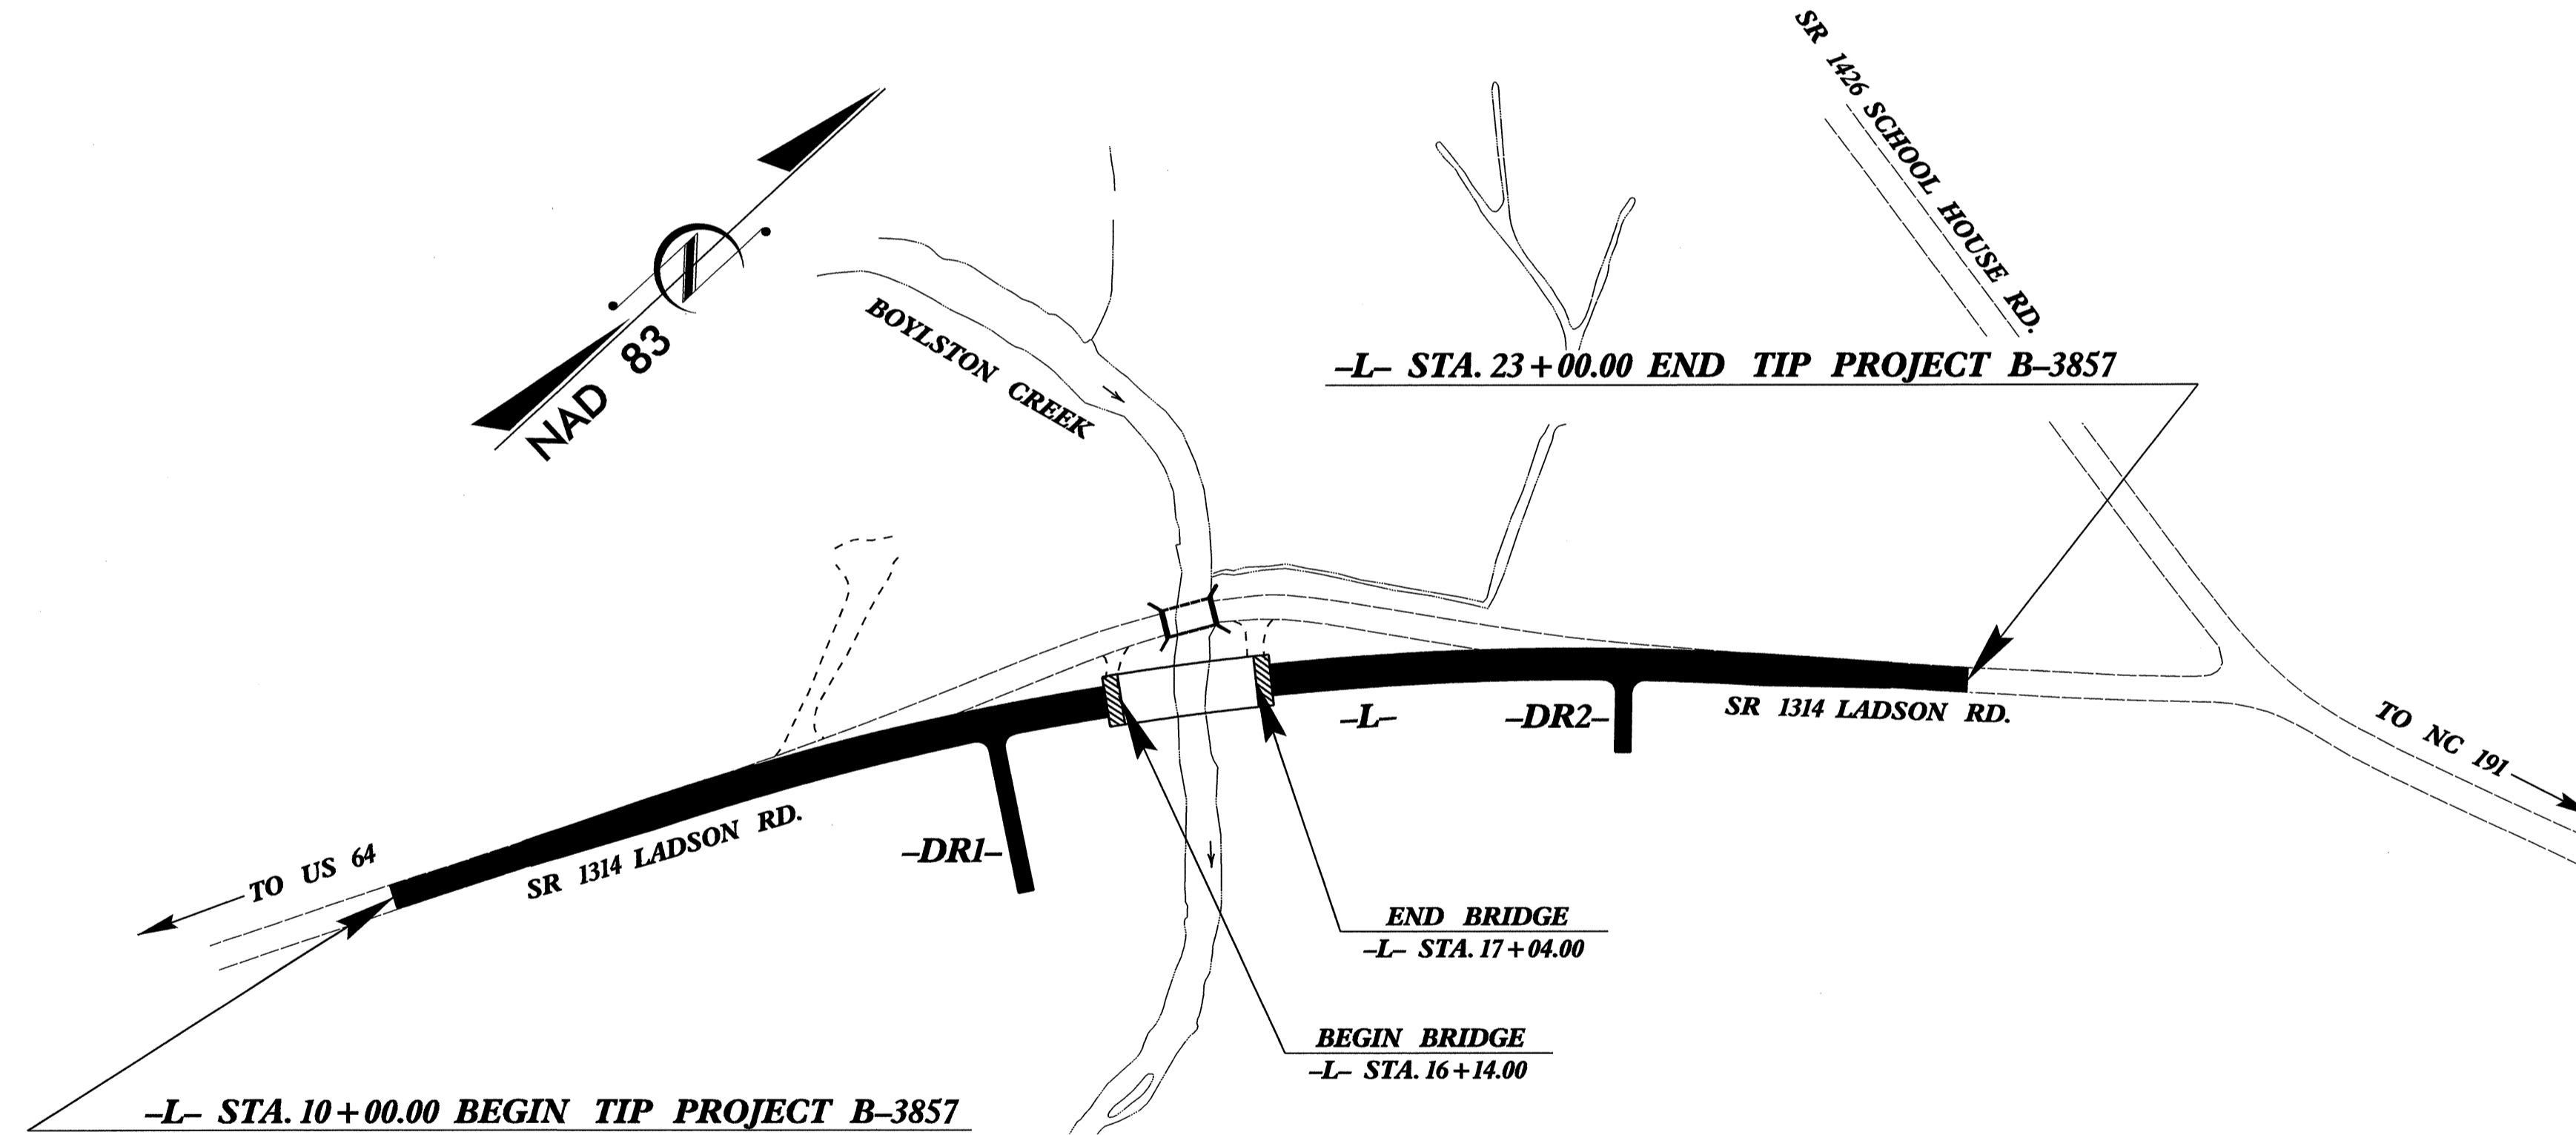 SR 1426 SCHOOL HOUSE RD.
N
NAD 83
BOYLSTON CREEK
–L– STA. 23+00.00 END TIP PROJECT B–3857
–L–
–DR2–
SR 1314 LADSON RD.
TO NC 191
SR 1314 LADSON RD.
–DR1–
TO US 64
END BRIDGE
–L– STA. 17+04.00
BEGIN BRIDGE
–L– STA. 16+14.00
–L– STA. 10+00.00 BEGIN TIP PROJECT B–3857